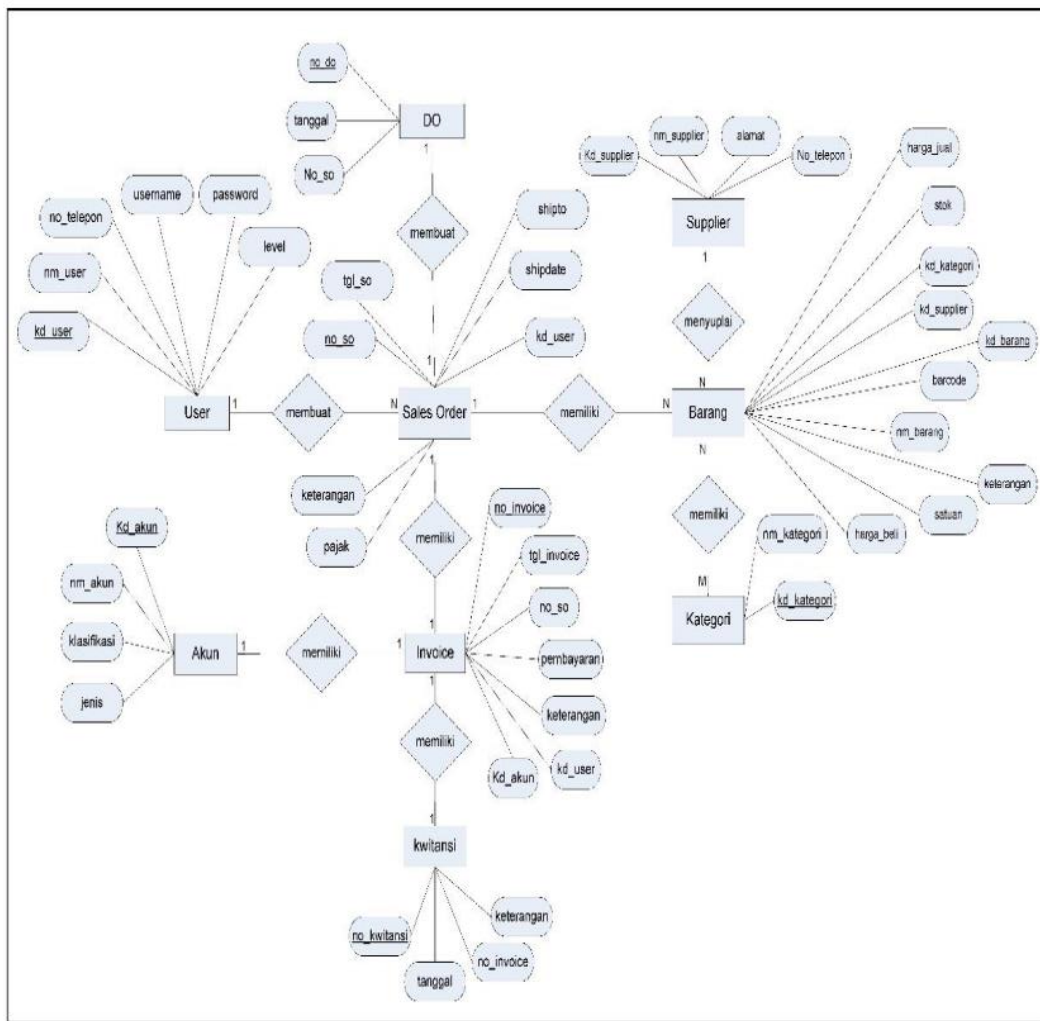 no_do
DO
tanggal
No_so
1
membuat
1
username
password
no_telepon
level
nm_user
kd_user
User
1
membuat
N
tgl_so
no_so
shipto
shipdate
kd_user
Sales Order
1
memiliki
N
keterangan
pajak
Kd_supplier
nm_supplier
alamat
No_telepon
Supplier
1
menyuplai
N
Barang
harga_jual
stok
kd_kategori
kd_supplier
kd_barang
barcode
nm_barang
keterangan
satuan
harga_beli
N
memiliki
M
Kategori
nm_kategori
kd_kategori
1
memiliki
1
Kd_akun
nm_akun
klasifikasi
jenis
Akun
1
memiliki
1
Invoice
no_invoice
tgl_invoice
no_so
pembayaran
keterangan
kd_user
Kd_akun
1
memiliki
1
kwitansi
no_kwitansi
tanggal
no_invoice
keterangan